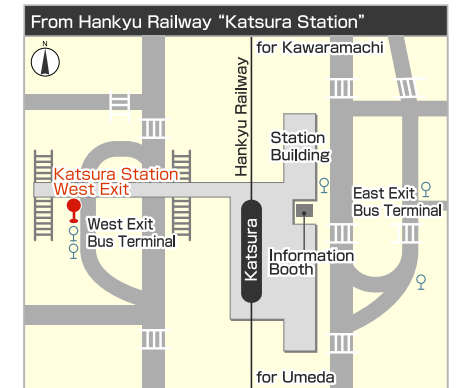 From Hankyu Railway “Katsura Station”
N
for Kawaramachi
Hankyu Railway
Station
Building
Katsura Station
West Exit
East Exit
Bus Terminal
West Exit
Bus Terminal
Katsura
Information
Booth
for Umeda